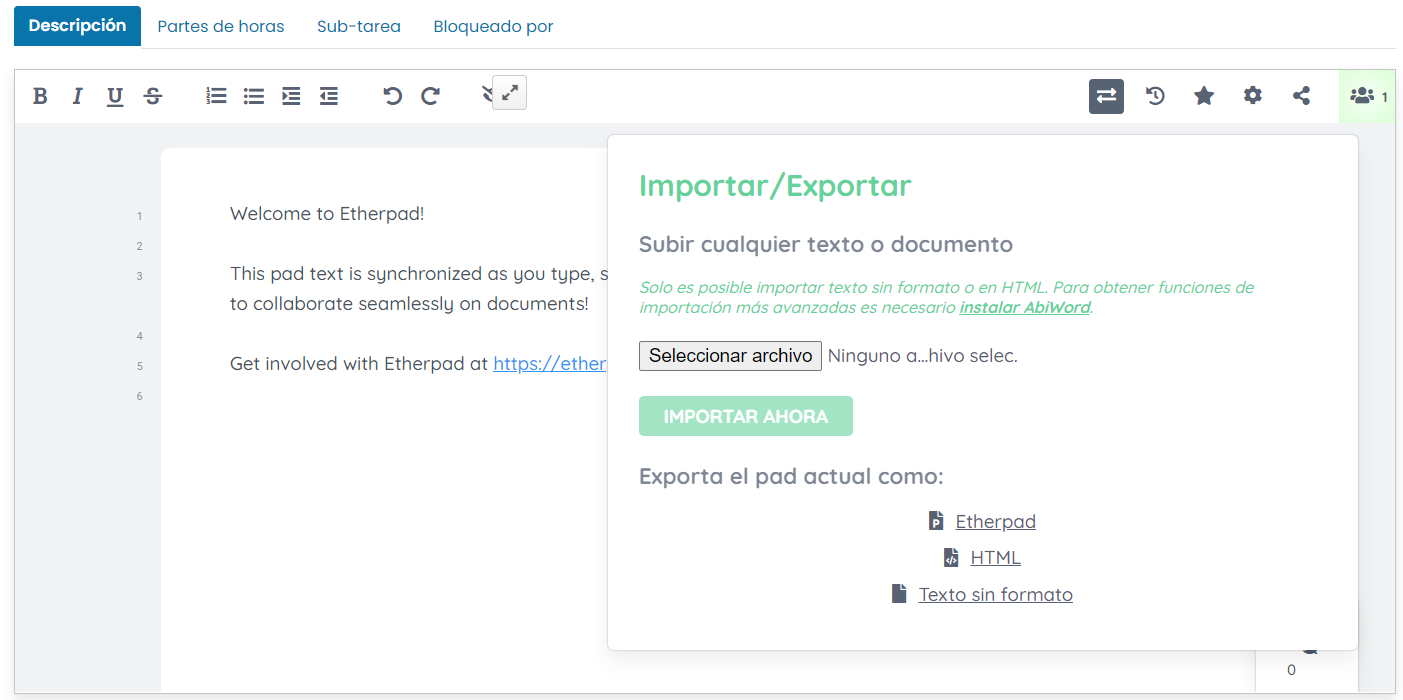 Descripción Partes de horas Sub-tarea Bloqueado por
B I U S 1
Importar/Exportar
Subir cualquier texto o documento
Solo es posible importar texto sin formato o en HTML. Para obtener funciones de
importación más avanzadas es necesario instalar AbiWord.
Seleccionar archivo Ninguno a...hivo selec.
IMPORTAR AHORA
Exporta el pad actual como:
Etherpad
HTML
Texto sin formato
1 Welcome to Etherpad!
2
3 This pad text is synchronized as you type, s
to collaborate seamlessly on documents!
4
5 Get involved with Etherpad at https://ether
6
0